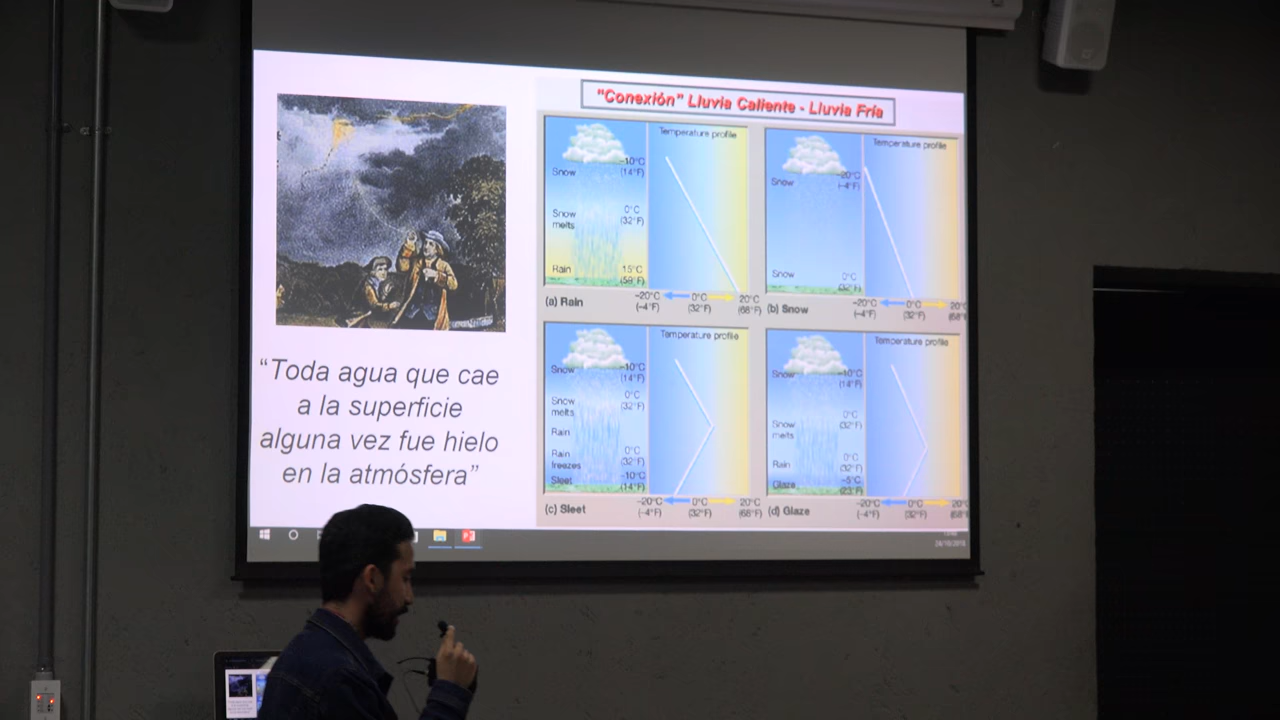 "Conexión" Lluvia Caliente - Lluvia Fría
Temperature profile
-10°C
(14°F)
Snow
0°C
(32°F)
Snow
melts
Rain
15°C
(59°F)
(a) Rain
-20°C
(-4°F)
0°C
(32°F)
20°C
(68°F)
Temperature profile
-20°C
(-4°F)
Snow
Snow
0°C
(32°F)
(b) Snow
-20°C
(-4°F)
0°C
(32°F)
20°
(68°
"Toda agua que cae
a la superficie
alguna vez fue hielo
en la atmósfera"
Temperature profile
Snow
-10°C
(14°F)
0°C
(32°F)
Snow
melts
Rain
Rain
freezes
0°C
(32°F)
Sleet
-10°C
(14°F)
(c) Sleet
-20°C
(-4°F)
0°C
(32°F)
20°C
(68°F)
Temperature profile
Snow
-10°C
(14°F)
0°C
(32°F)
Snow
melts
Rain
0°C
(32°F)
Glaze
-5°C
(23°F)
(d) Glaze
-20°C
(-4°F)
0°C
(32°F)
20°
(68°